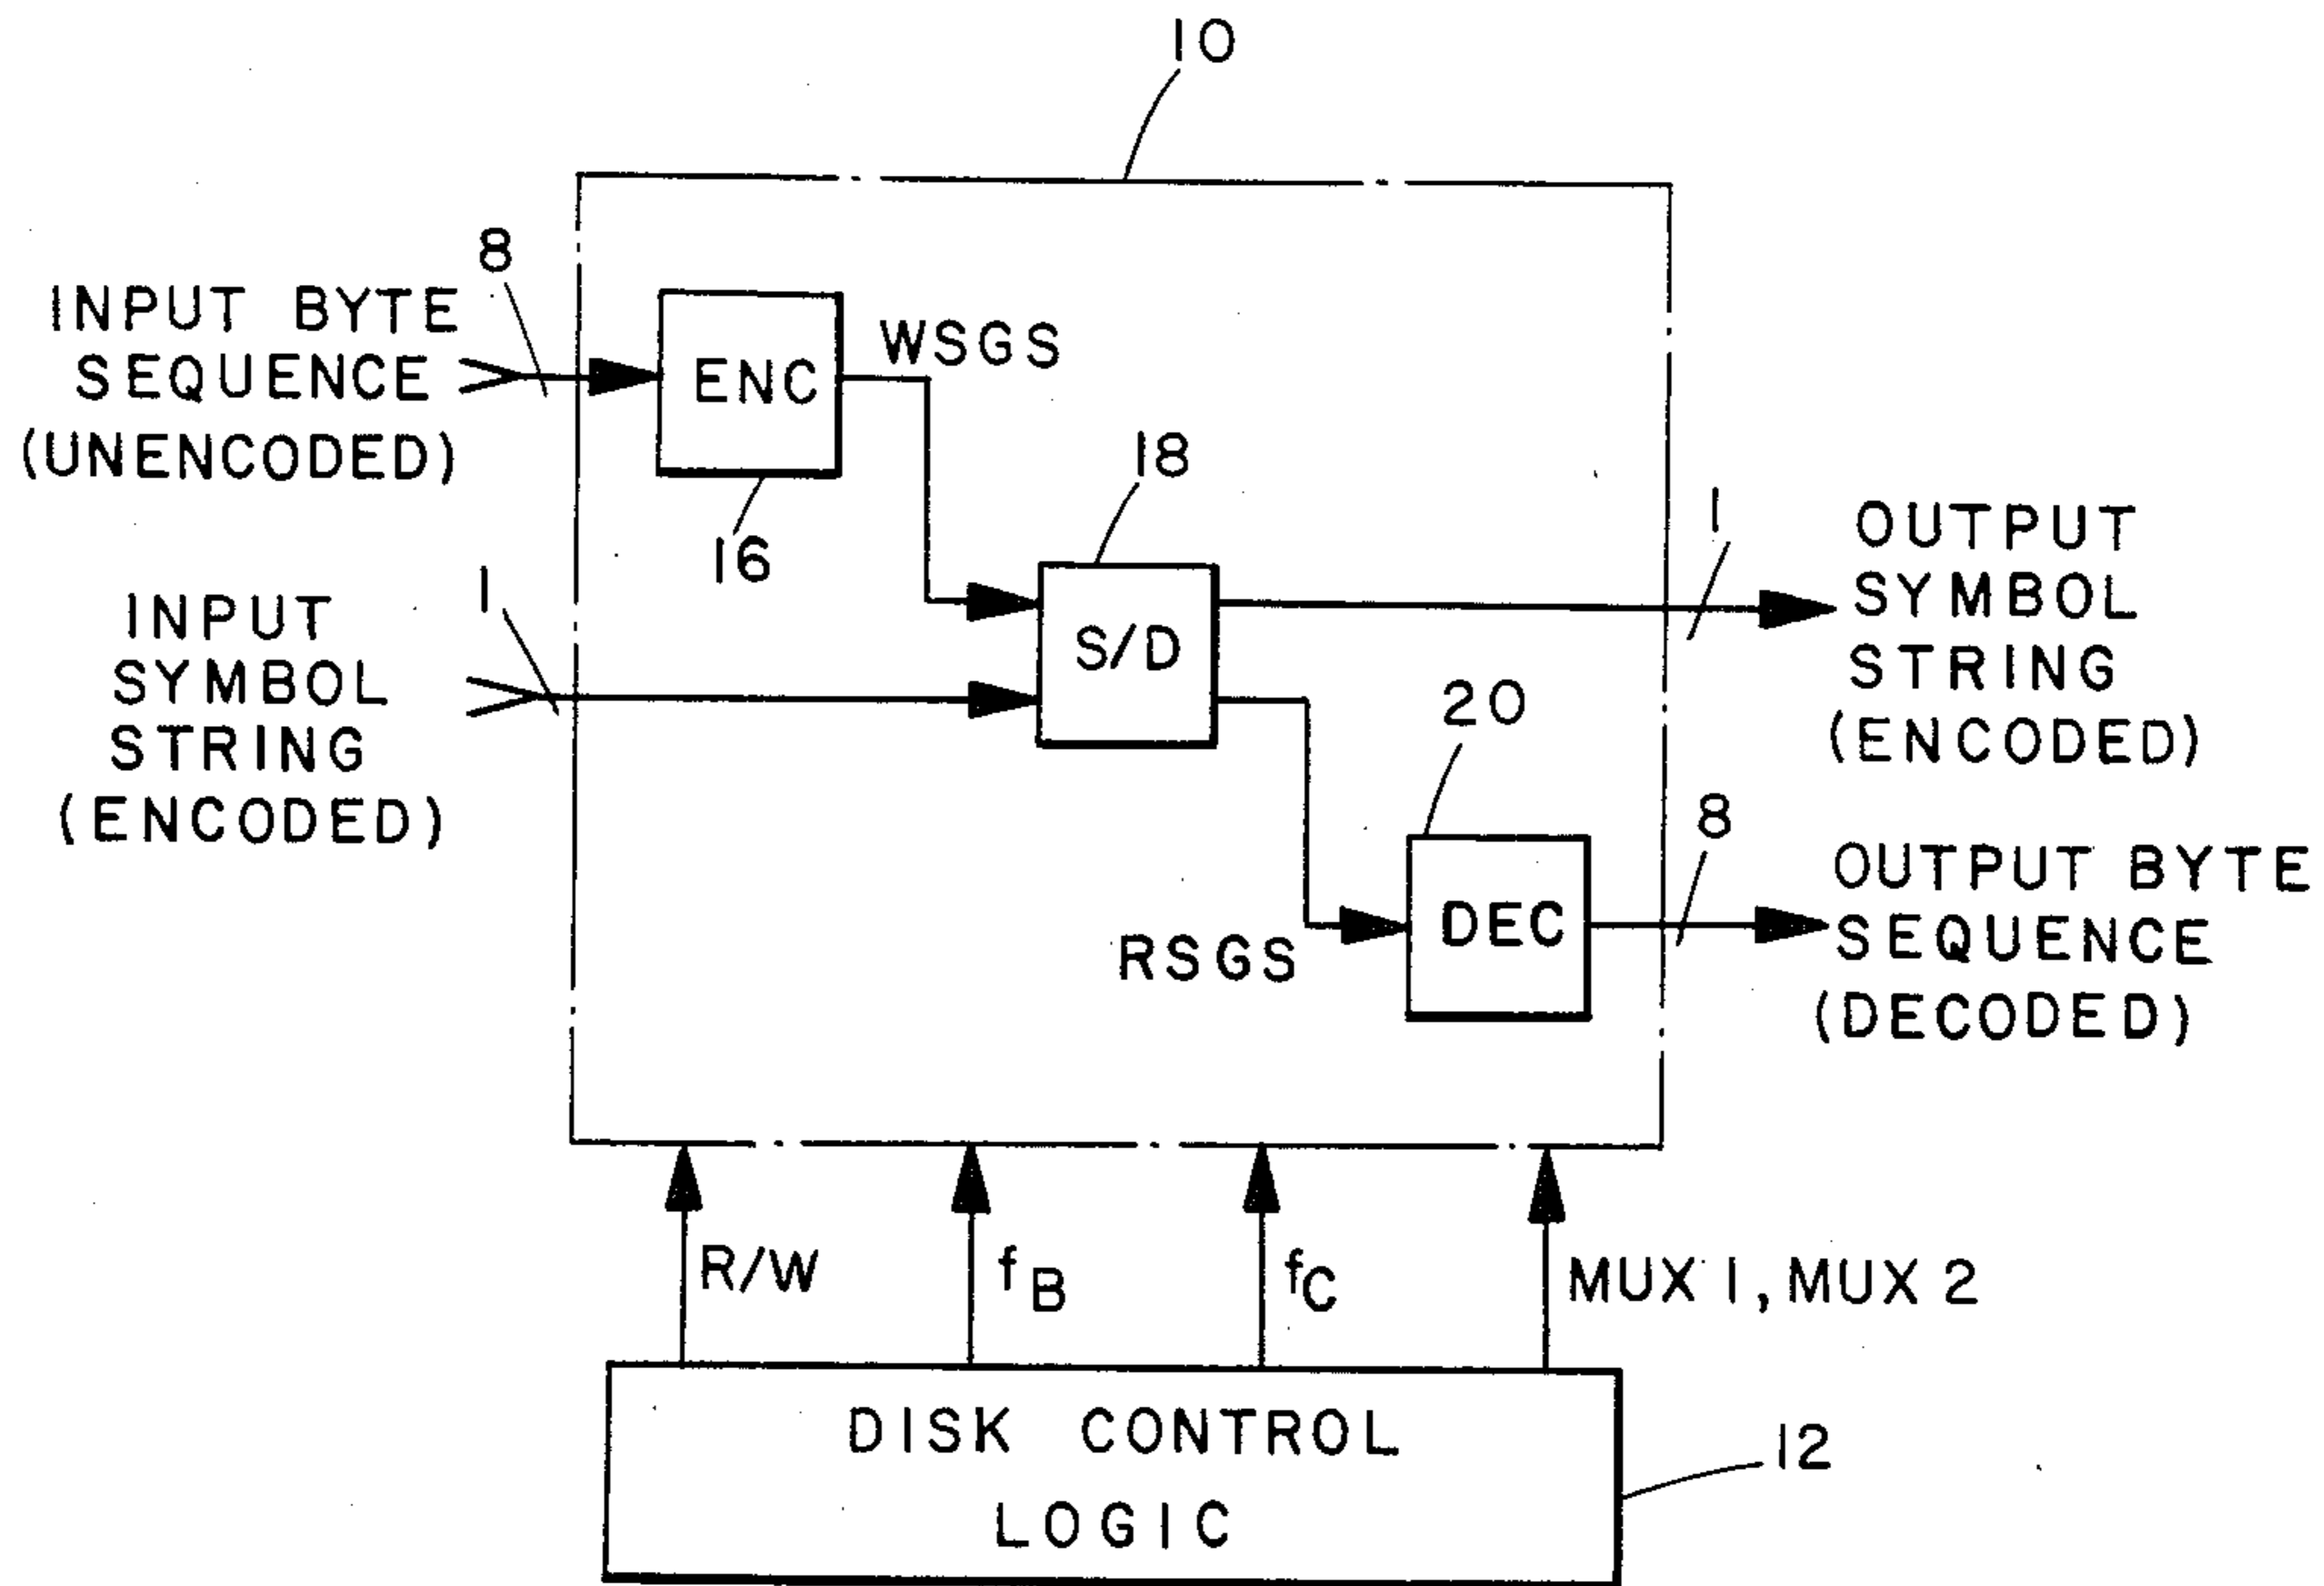 10
8
INPUT BYTE
SEQUENCE
(UNENCODED)
ENC
WSGS
16
18
1
INPUT
SYMBOL
STRING
(ENCODED)
S/D
1
OUTPUT
SYMBOL
STRING
(ENCODED)
20
8
DEC
RSGS
OUTPUT BYTE
SEQUENCE
(DECODED)
R/W
fB
fC
MUX 1, MUX 2
DISK CONTROL
LOGIC
12